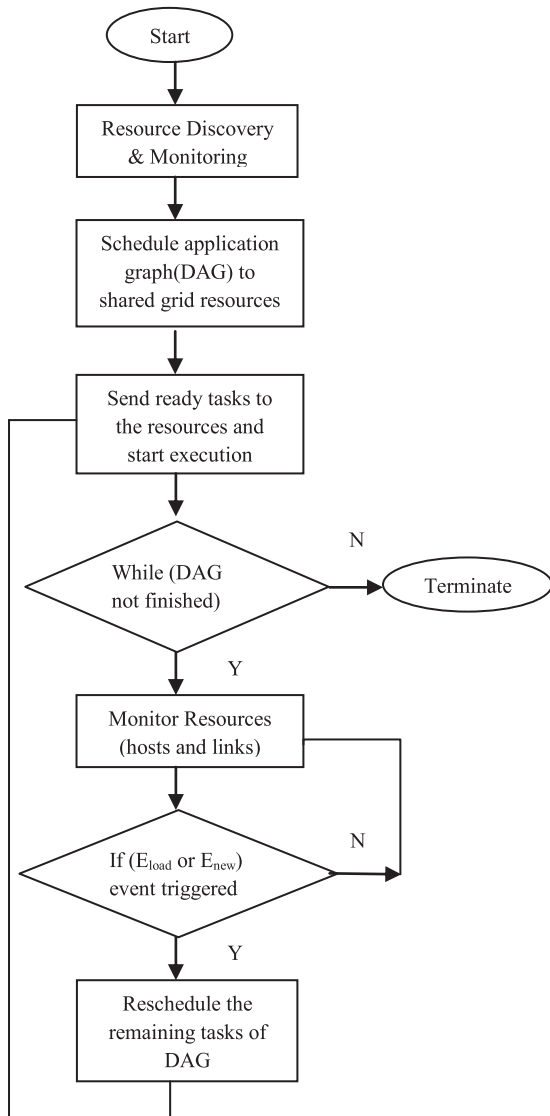 Start
Resource Discovery
& Monitoring
Schedule application
graph(DAG) to
shared grid resources
Send ready tasks to
the resources and
start execution
N
While (DAG
not finished)
Terminate
Y
Monitor Resources
(hosts and links)
N
If (Eload or Enew)
event triggered
Y
Reschedule the
remaining tasks of
DAG